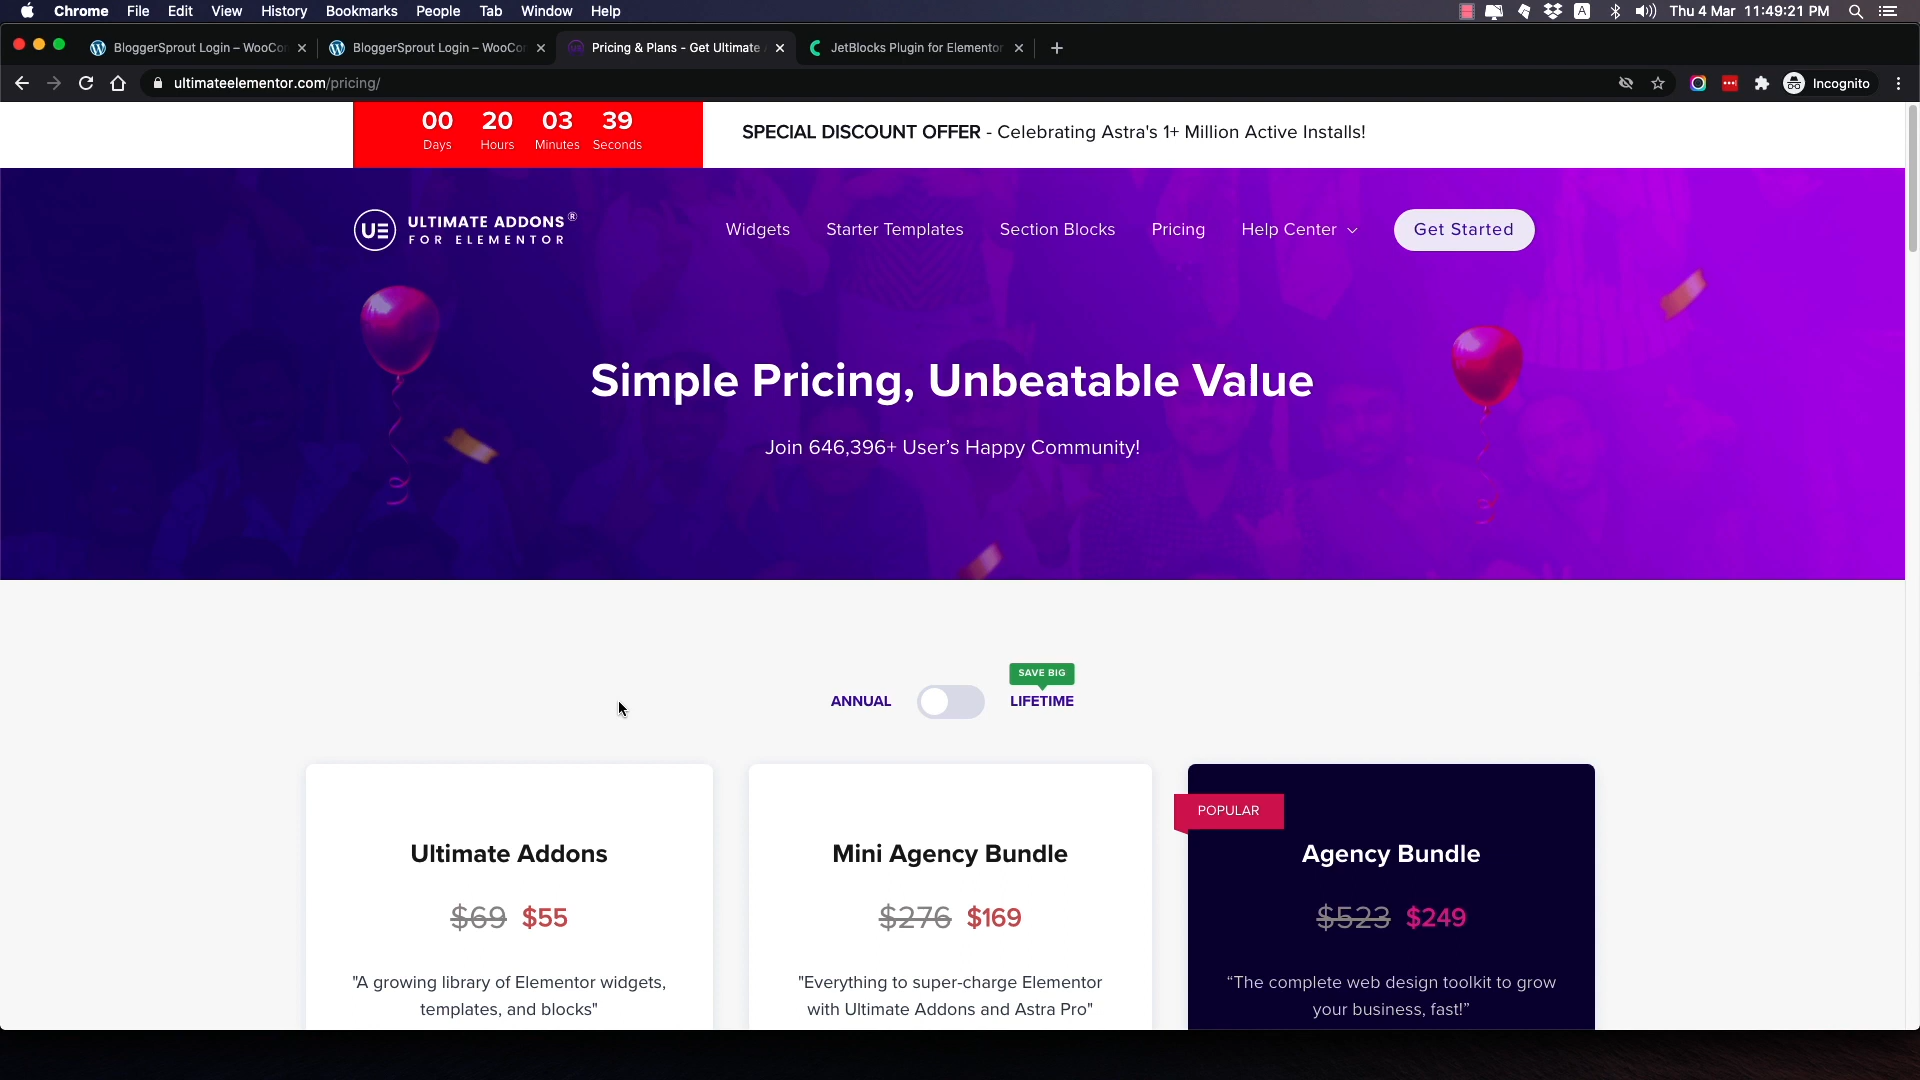 Chrome File Edit View History Bookmarks People Tab Window Help A Thu 4 Mar 11:49:21 PM
BloggerSprout Login – WooCo BloggerSprout Login – WooCo Pricing & Plans - Get Ultimate JetBlocks Plugin for Elementor
ultimateelementor.com/pricing/ Incognito
00 20 03 39
Days Hours Minutes Seconds
SPECIAL DISCOUNT OFFER - Celebrating Astra's 1+ Million Active Installs!
UE ULTIMATE ADDONS®
FOR ELEMENTOR
Widgets Starter Templates Section Blocks Pricing Help Center Get Started
Simple Pricing, Unbeatable Value
Join 646,396+ User’s Happy Community!
SAVE BIG
ANNUAL LIFETIME
POPULAR
Ultimate Addons Mini Agency Bundle Agency Bundle
$69 $55 $276 $169 $523 $249
"A growing library of Elementor widgets,
templates, and blocks"
"Everything to super-charge Elementor
with Ultimate Addons and Astra Pro"
“The complete web design toolkit to grow
your business, fast!”